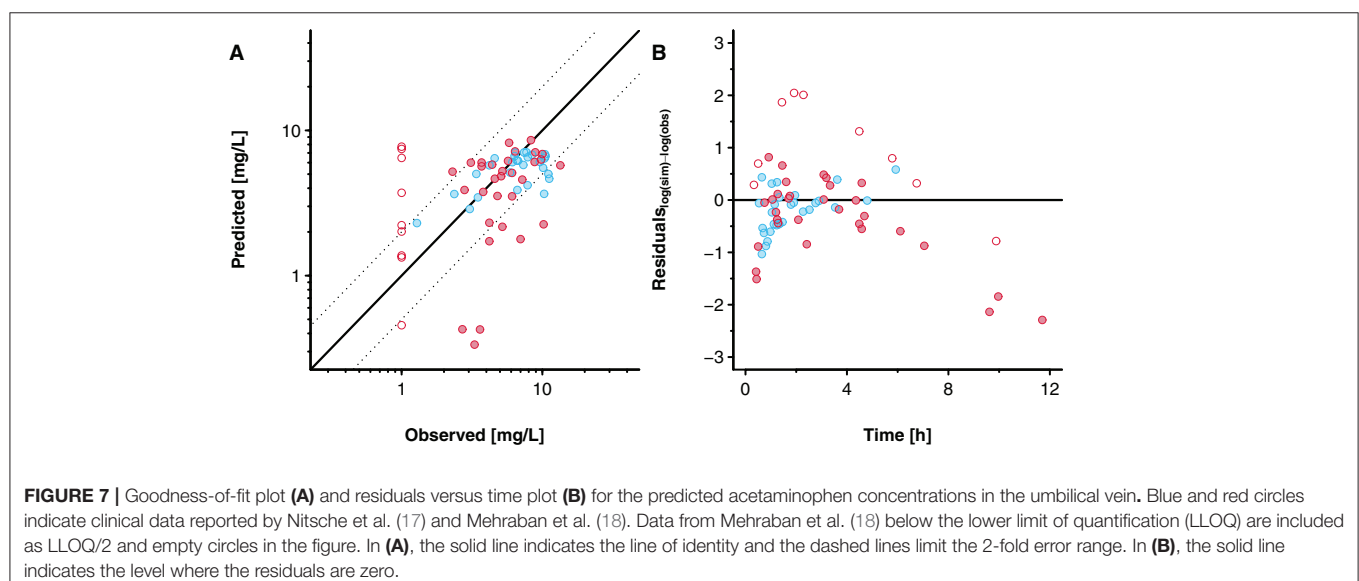 A
B
Predicted [mg/L]
10
1
1
10
Observed [mg/L]
Residuals log(sim)−log(obs)
3
2
1
0
−1
−2
−3
0
4
8
12
Time [h]
FIGURE 7 | Goodness-of-fit plot (A) and residuals versus time plot (B) for the predicted acetaminophen concentrations in the umbilical vein. Blue and red circles
indicate clinical data reported by Nitsche et al. (17) and Mehraban et al. (18). Data from Mehraban et al. (18) below the lower limit of quantification (LLOQ) are included
as LLOQ/2 and empty circles in the figure. In (A), the solid line indicates the line of identity and the dashed lines limit the 2-fold error range. In (B), the solid line
indicates the level where the residuals are zero.